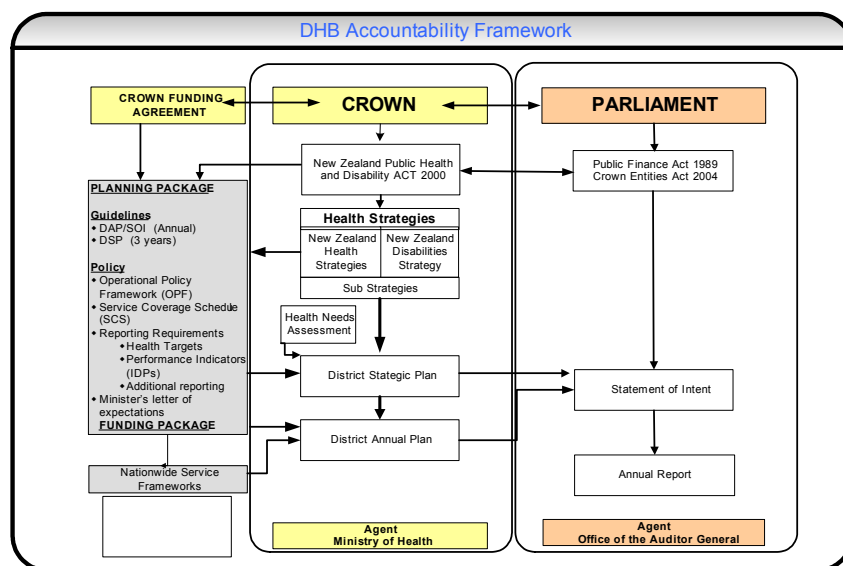 DHB Accountability Framework
CROWN FUNDING
AGREEMENT
CROWN
PARLIAMENT
New Zealand Public Health
and Disability ACT 2000
Public Finance Act 1989
Crown Entities Act 2004
PLANNING PACKAGE
Guidelines
DAP/SOI (Annual)
DSP (3 years)
Policy
Operational Policy
Framework (OPF)
Service Coverage Schedule
(SCS)
Reporting Requirements
Health Targets
Performance Indicators
(IDPs)
Additional reporting
Minister's letter of
expectations
FUNDING PACKAGE
Nationwide Service
Frameworks
Health Strategies
New Zealand
Health
Strategies
New Zealand
Disabilities
Strategy
Sub Strategies
Health Needs
Assessment
District Stategic Plan
District Annual Plan
Statement of Intent
Annual Report
Agent
Ministry of Health
Agent
Office of the Auditor General